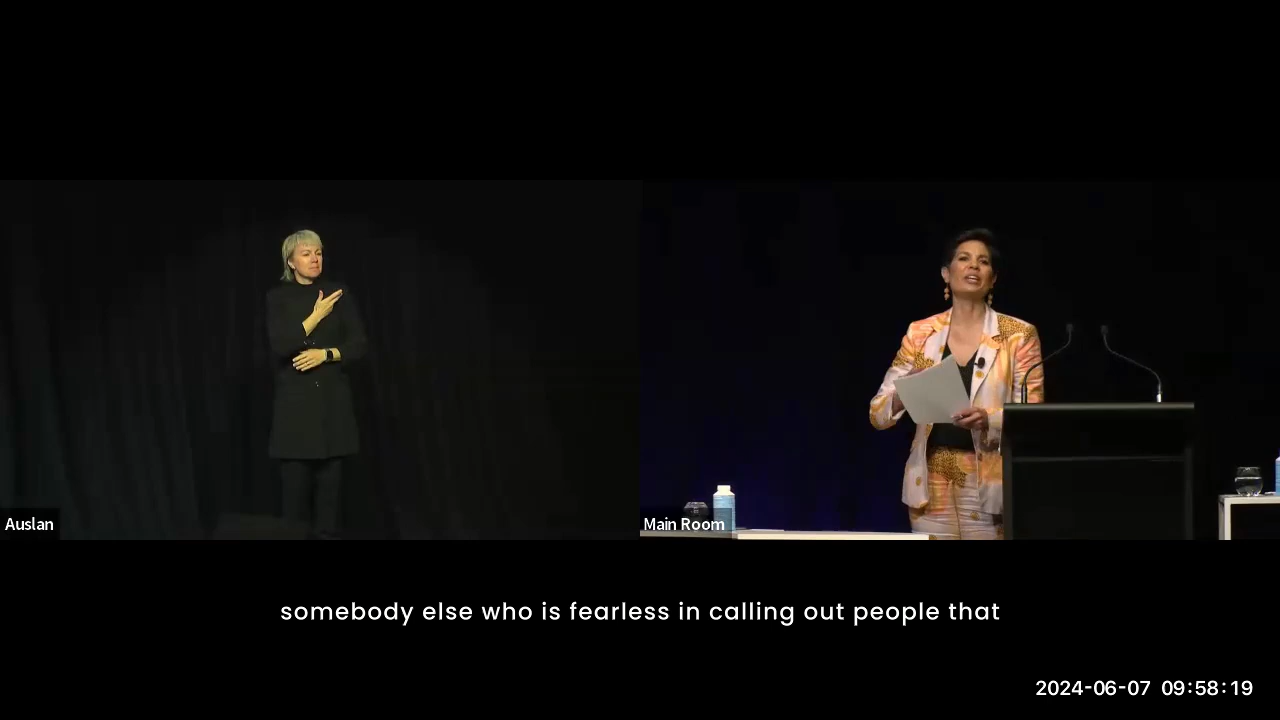 Auslan
Main Room
somebody else who is fearless in calling out people that
2024-06-07 09:58:19